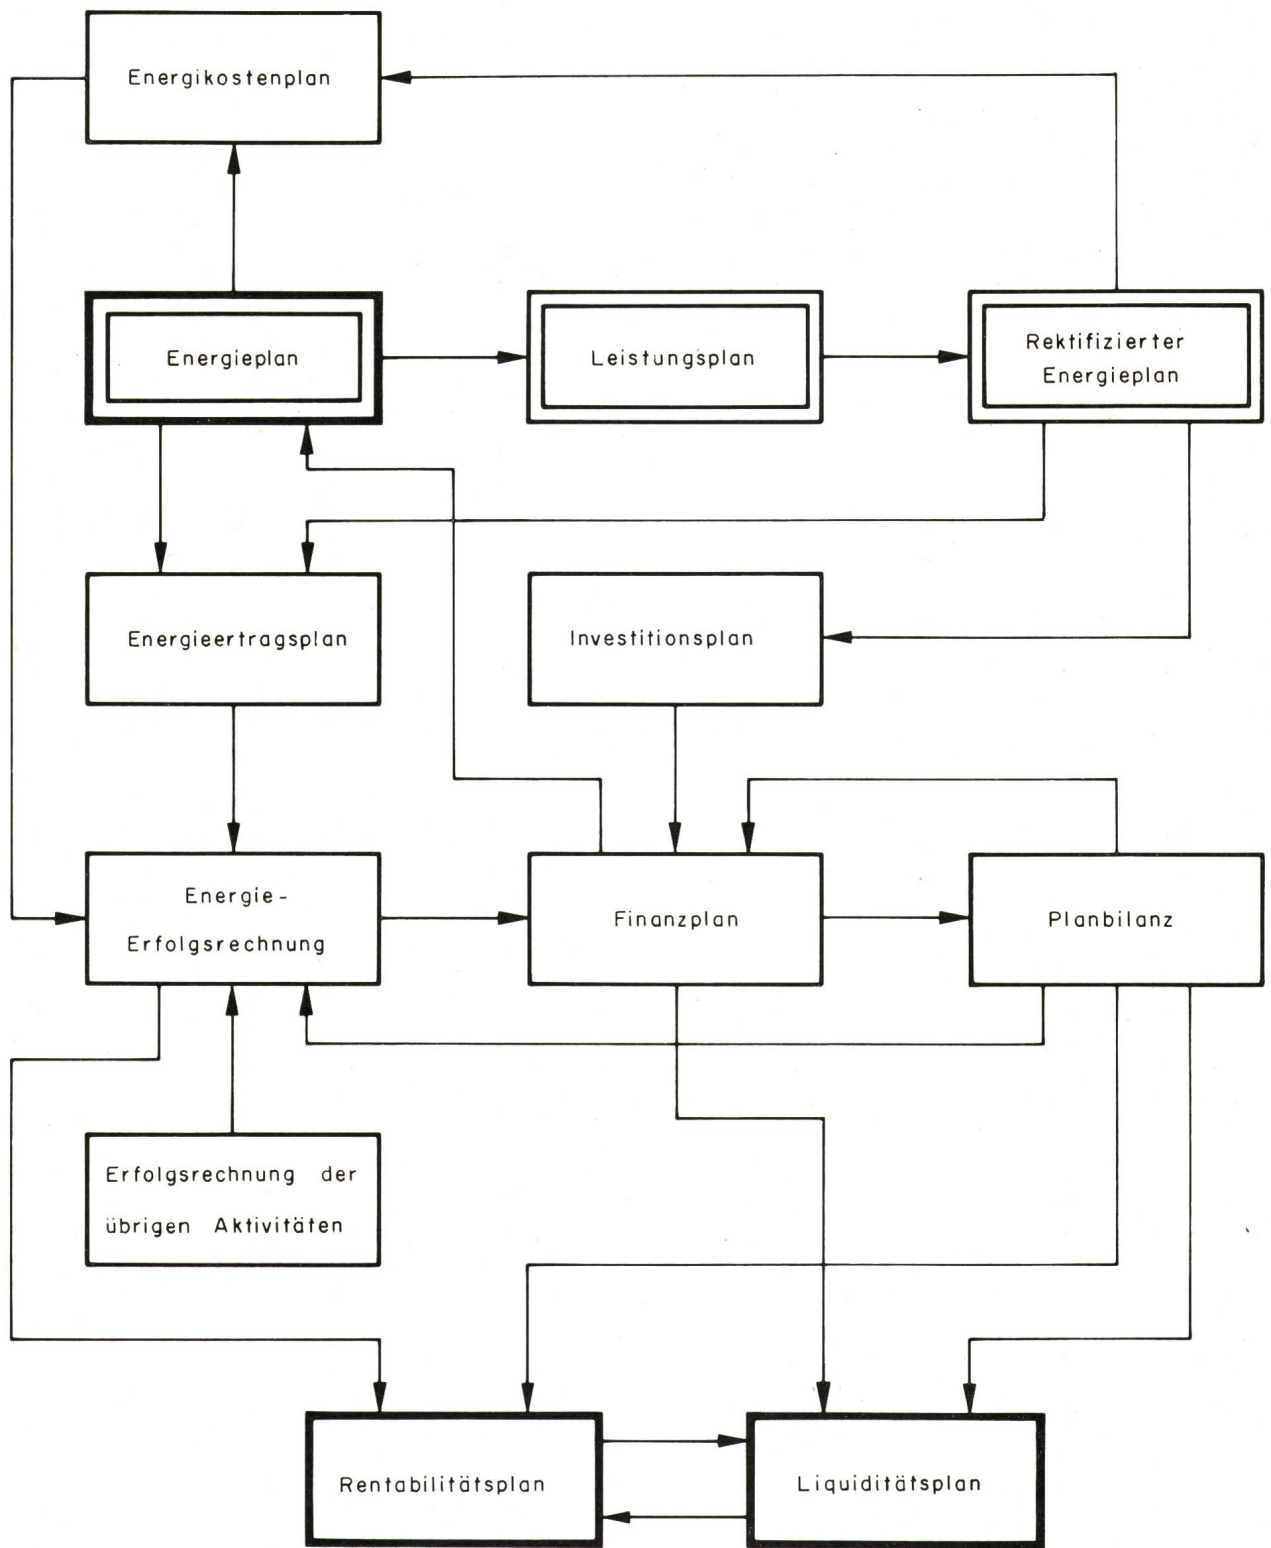 Energikostenplan
Energieplan
Leistungsplan
Rektifizierter
Energieplan
Energieertragsplan
Investitionsplan
Energie-
Erfolgsrechnung
Finanzplan
Planbilanz
Erfolgsrechnung der
übrigen Aktivitäten
Rentabilitätsplan
Liquiditätsplan